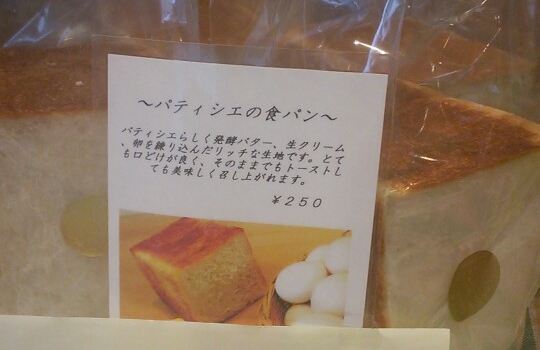 ～パティシエの食パン～
パティシエらしく発酵バター、生クリーム
、卵を練り込んだリッチな生地です。とて
も口どけが良く、そのままでもトーストし
ても美味しく召し上がれます。
￥２５０